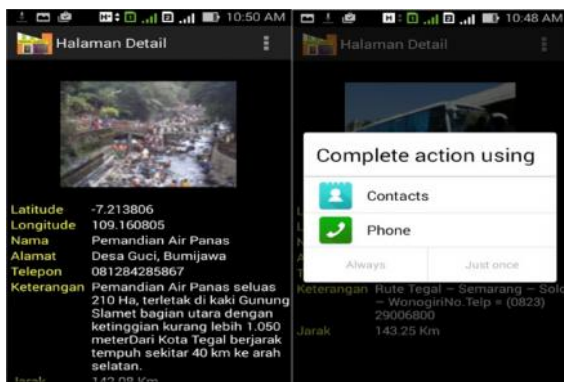 10:50 AM
Halaman Detail
Latitude -7.213806
Longitude 109.160805
Nama Pemandian Air Panas
Alamat Desa Guci, Bumijawa
Telepon 081284285867
Keterangan Pemandian Air Panas seluas
210 Ha, terletak di kaki Gunung
Slamet bagian utara dengan
ketinggian kurang lebih 1.050
meterDari Kota Tegal berjarak
tempuh sekitar 40 km ke arah
selatan.
Jarak 142.98 Km
10:48 AM
Halaman Detail
Complete action using
Contacts
Phone
Always Just once
Keterangan Rute Tegal – Semarang – Solo
– WonogiriNo.Telp = (0823)
29006800
Jarak 143.25 Km